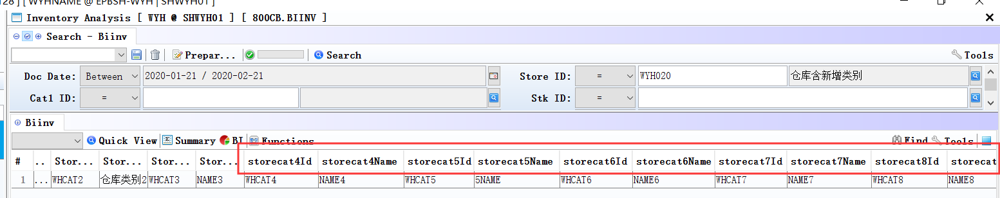 128 ] [ WYHNAME @ EPBSH-WYH | SHWYH01 ]
Inventory Analysis [ WYH @ SHWYH01 ] [ 800CB.BIINV ]
Search - Biinv
Prepar... Search Tools
Doc Date: Between 2020-01-21 / 2020-02-21 Store ID: = WYH020 仓库含新增类别
Cat1 ID: = Stk ID: =
Biinv
Quick View Summary BI Functions Find Tools
# .. Stor... Stor... Stor... Stor... storecat4Id storecat4Name storecat5Id storecat5Name storecat6Id storecat6Name storecat7Id storecat7Name storecat8Id storecat
1 ... WHCAT2 仓库类别2 WHCAT3 NAME3 WHCAT4 NAME4 WHCAT5 5NAME WHCAT6 NAME6 WHCAT7 NAME7 WHCAT8 NAME8